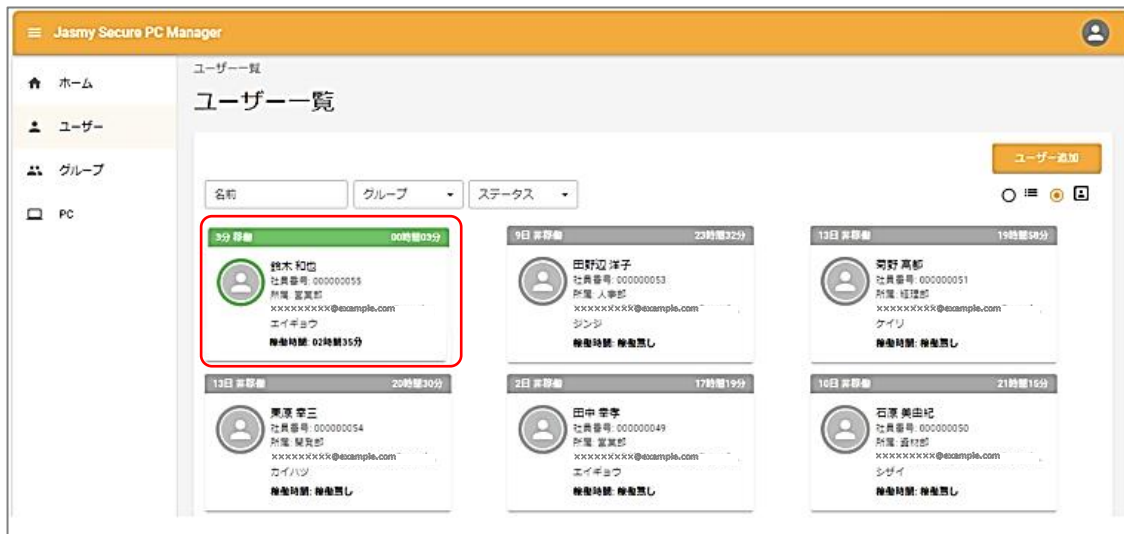 Jasmy Secure PC Manager
ホーム
ユーザー
グループ
PC
ユーザー一覧
ユーザー一覧
ユーザー追加
名前
グループ
ステータス
3分 稼働 00時間03分
鈴木 和也
社員番号: 000000055
所属: 営業部
xxxxxxxxx@example.com
エイギョウ
稼働時間: 02時間35分
9日 非稼働 23時間32分
田野辺 洋子
社員番号: 000000053
所属: 人事部
xxxxxxxxx@example.com
ジンジ
稼働時間: 稼働無し
13日 非稼働 19時間58分
菊野
社員番号: 000000051
所属: 経理部
xxxxxxxxx@example.com
ケイリ
稼働時間: 稼働無し
13日 非稼働 20時間30分
栗原 幸三
社員番号: 000000054
所属: 開発部
xxxxxxxxx@example.com
カイハツ
稼働時間: 稼働無し
2日 非稼働 17時間19分
田中 幸孝
社員番号: 000000049
所属: 営業部
xxxxxxxxx@example.com
エイギョウ
稼働時間: 稼働無し
10日 非稼働 21時間16分
石原 美由紀
社員番号: 000000050
所属: 資材部
xxxxxxxxx@example.com
シザイ
稼働時間: 稼働無し